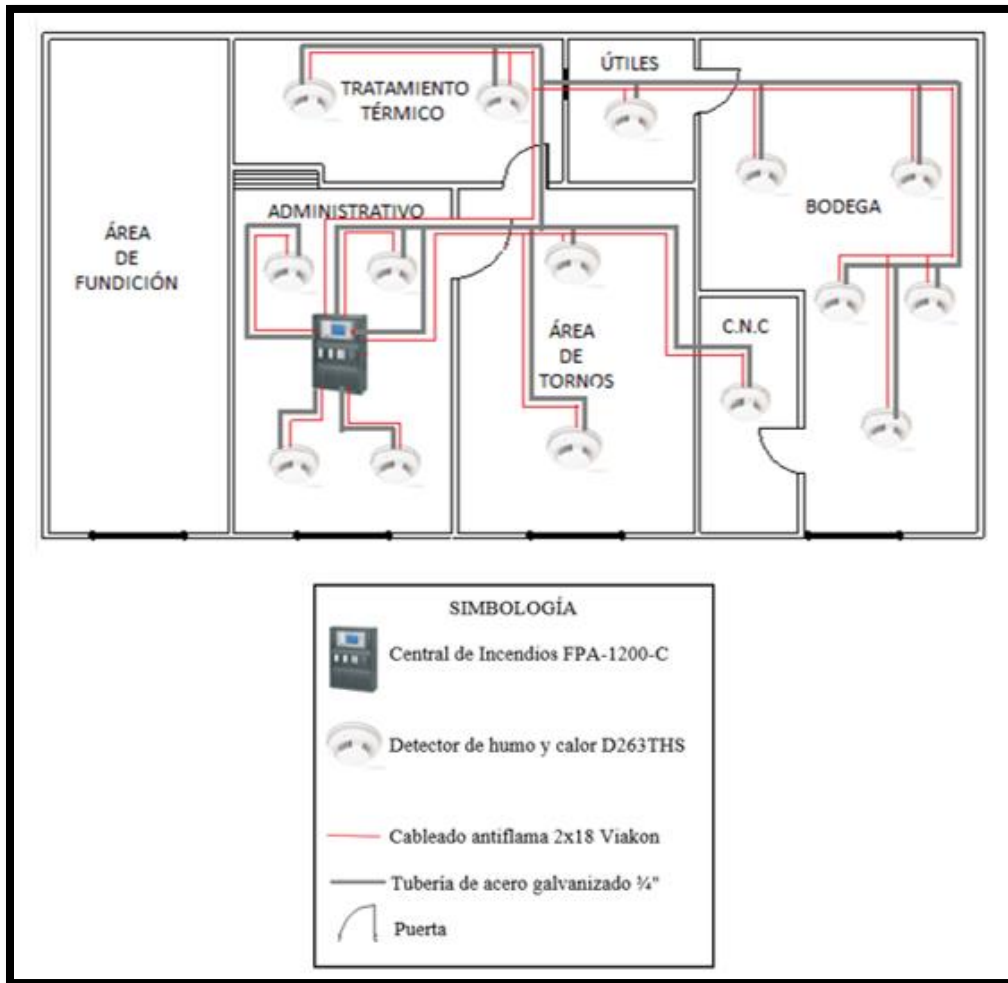 ÚTILES
TRATAMIENTO
TÉRMICO
ADMINISTRATIVO
BODEGA
ÁREA
DE
FUNDICIÓN
ÁREA
DE
TORNOS
C.N.C
SIMBOLOGÍA
Central de Incendios FPA-1200-C
Detector de humo y calor D263THS
Cableado antiflama 2x18 Viakon
Tubería de acero galvanizado ¾"
Puerta